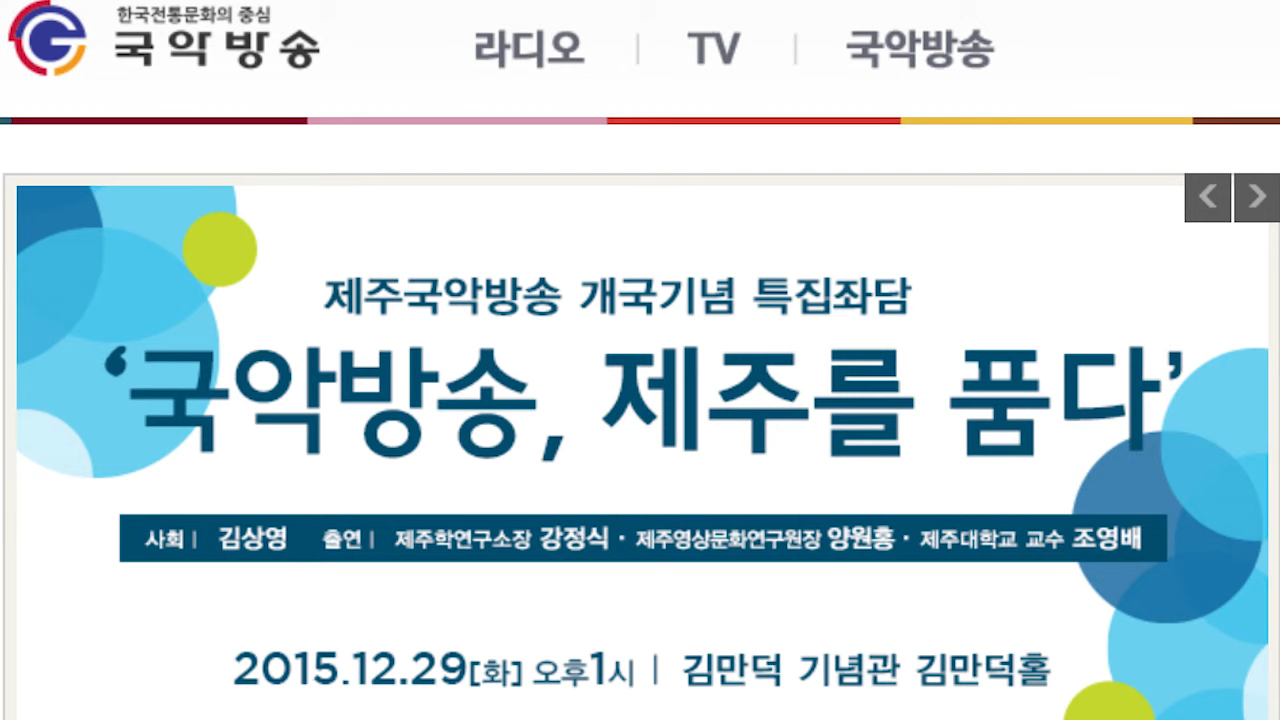 한국전통문화의 중심
국악방송
라디오 | TV | 국악방송
제주국악방송 개국기념 특집좌담
‘국악방송, 제주를 품다’
사회 | 김상영 출연 | 제주학연구소장 강정식 · 제주영상문화연구원장 양원홍 · 제주대학교 교수 조영배
2015.12.29[화] 오후1시 | 김만덕 기념관 김만덕홀